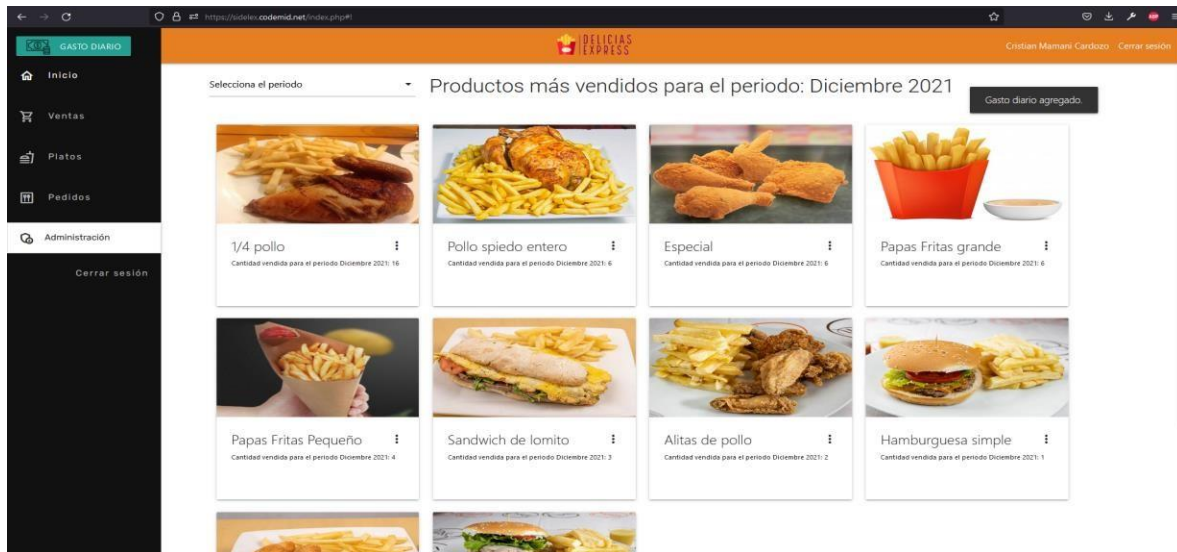 https://sidelex.codemid.net/index.php#!
GASTO DIARIO
DELICIAS
EXPRESS
Cristian Mamani Cardozo Cerrar sesión
Inicio
Ventas
Platos
Pedidos
Administración
Cerrar sesión
Selecciona el periodo
Productos más vendidos para el periodo: Diciembre 2021
Gasto diario agregado.
1/4 pollo
Cantidad vendida para el periodo Diciembre 2021: 16
Pollo spiedo entero
Cantidad vendida para el periodo Diciembre 2021: 6
Especial
Cantidad vendida para el periodo Diciembre 2021: 6
Papas Fritas grande
Cantidad vendida para el periodo Diciembre 2021: 6
Papas Fritas Pequeño
Cantidad vendida para el periodo Diciembre 2021: 4
Sandwich de lomito
Cantidad vendida para el periodo Diciembre 2021: 3
Alitas de pollo
Cantidad vendida para el periodo Diciembre 2021: 2
Hamburguesa simple
Cantidad vendida para el periodo Diciembre 2021: 1